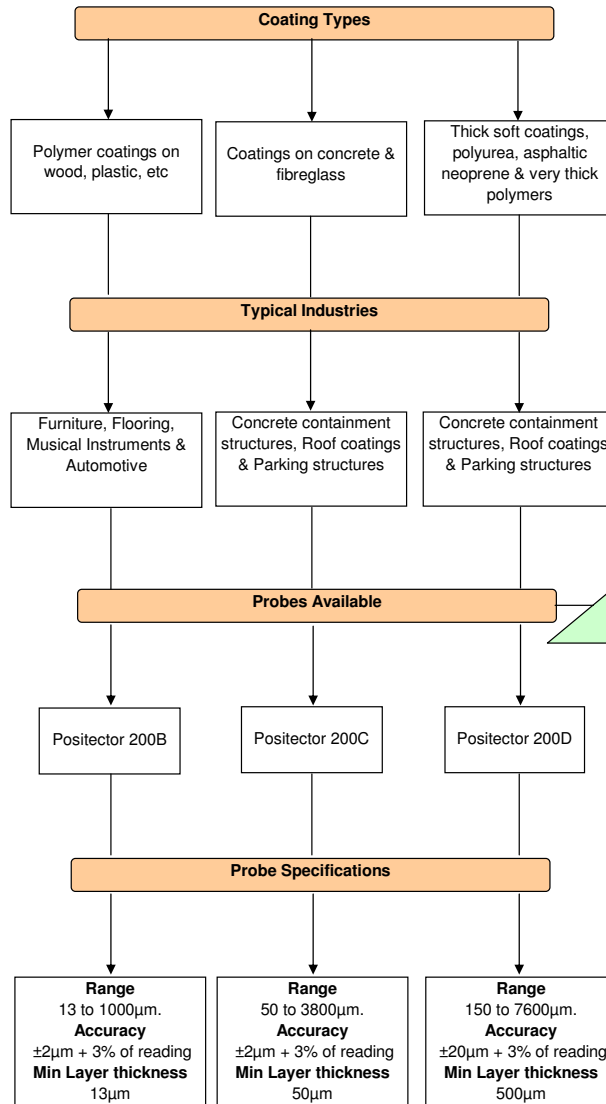 Coating Types
Polymer coatings on
wood, plastic, etc
Coatings on concrete &
fibreglass
Thick soft coatings,
polyurea, asphaltic
neoprene & very thick
polymers
Typical Industries
Furniture, Flooring,
Musical Instruments &
Automotive
Concrete containment
structures, Roof coatings
& Parking structures
Concrete containment
structures, Roof coatings
& Parking structures
Probes Available
Positector 200B
Positector 200C
Positector 200D
Probe Specifications
Range
13 to 1000µm.
Accuracy
±2µm + 3% of reading
Min Layer thickness
13µm
Range
50 to 3800µm.
Accuracy
±2µm + 3% of reading
Min Layer thickness
50µm
Range
150 to 7600µm.
Accuracy
±20µm + 3% of reading
Min Layer thickness
500µm